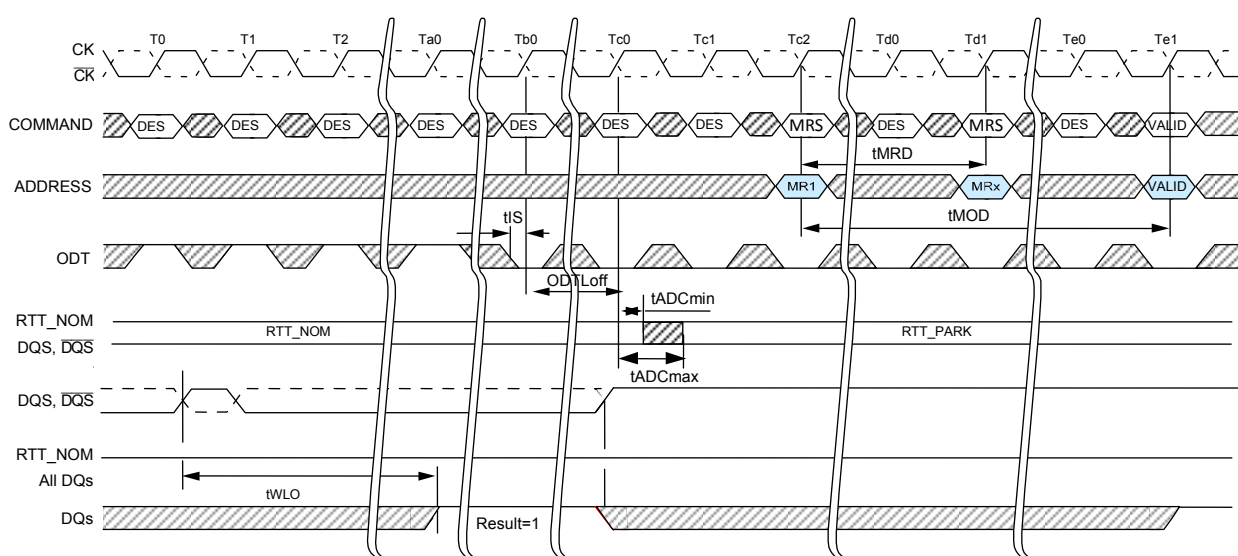 T0 T1 T2 Ta0 Tb0 Tc0 Tc1 Tc2 Td0 Td1 Te0 Te1
CK
CK
COMMAND DES DES DES DES DES DES DES MRS DES MRS DES VALID
tMRD
ADDRESS MR1 MRx VALID
tIS tMOD
ODT
ODTLoff
tADCmin
RTT_NOM
RTT_NOM RTT_PARK
DQS, DQS
tADCmax
DQS, DQS
RTT_NOM
All DQs
tWLO
DQs Result=1